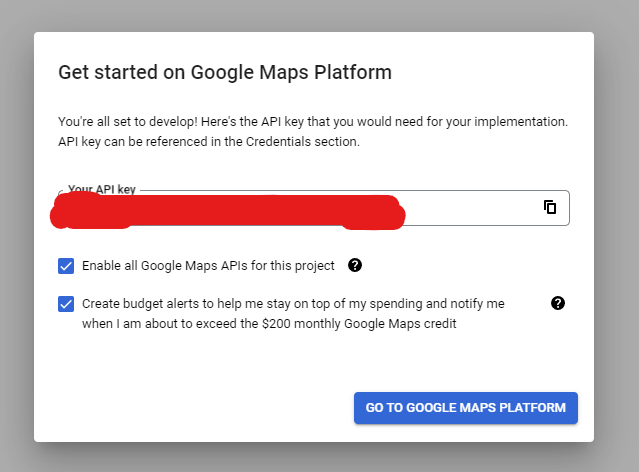 Get started on Google Maps Platform
You're all set to develop! Here's the API key that you would need for your implementation.
API key can be referenced in the Credentials section.
Your API key
Enable all Google Maps APIs for this project
Create budget alerts to help me stay on top of my spending and notify me
when I am about to exceed the $200 monthly Google Maps credit
GO TO GOOGLE MAPS PLATFORM